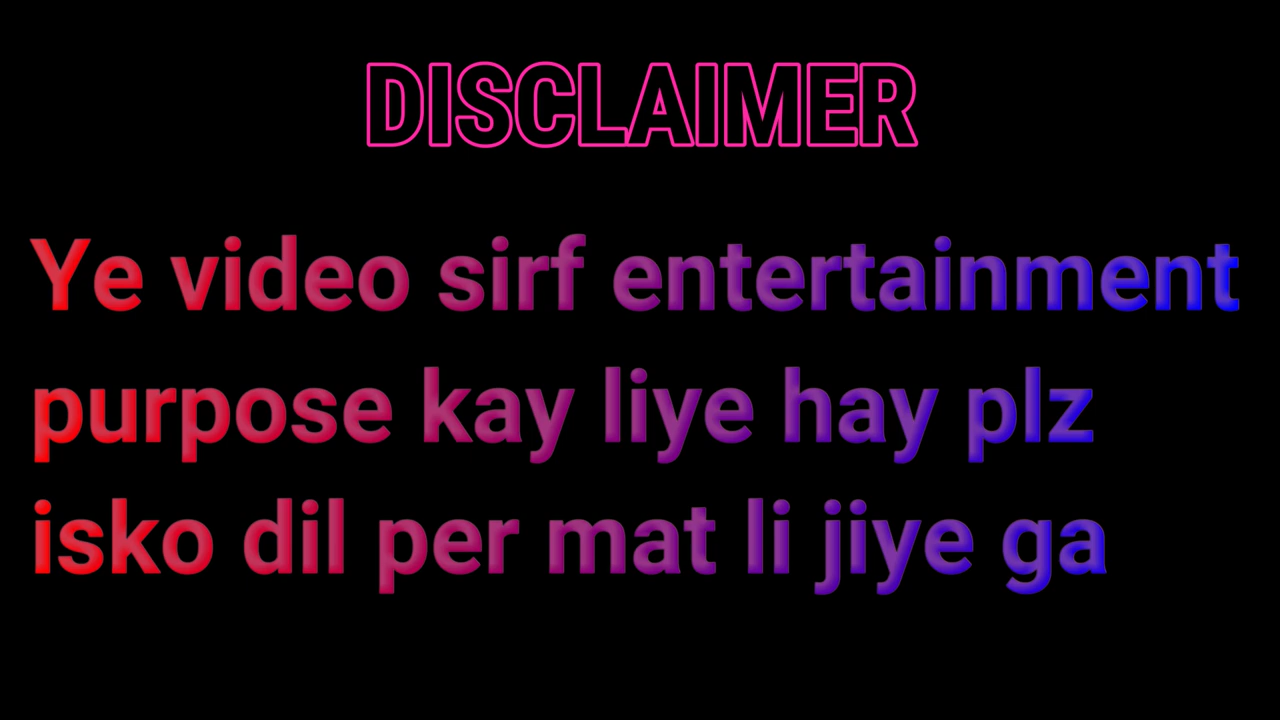 DISCLAIMER
Ye video sirf entertainment
purpose kay liye hay plz
isko dil per mat li jiye ga